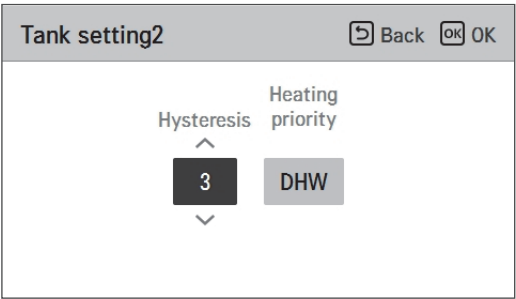 Tank setting2
Back OK OK
Heating
Hysteresis priority
3 DHW